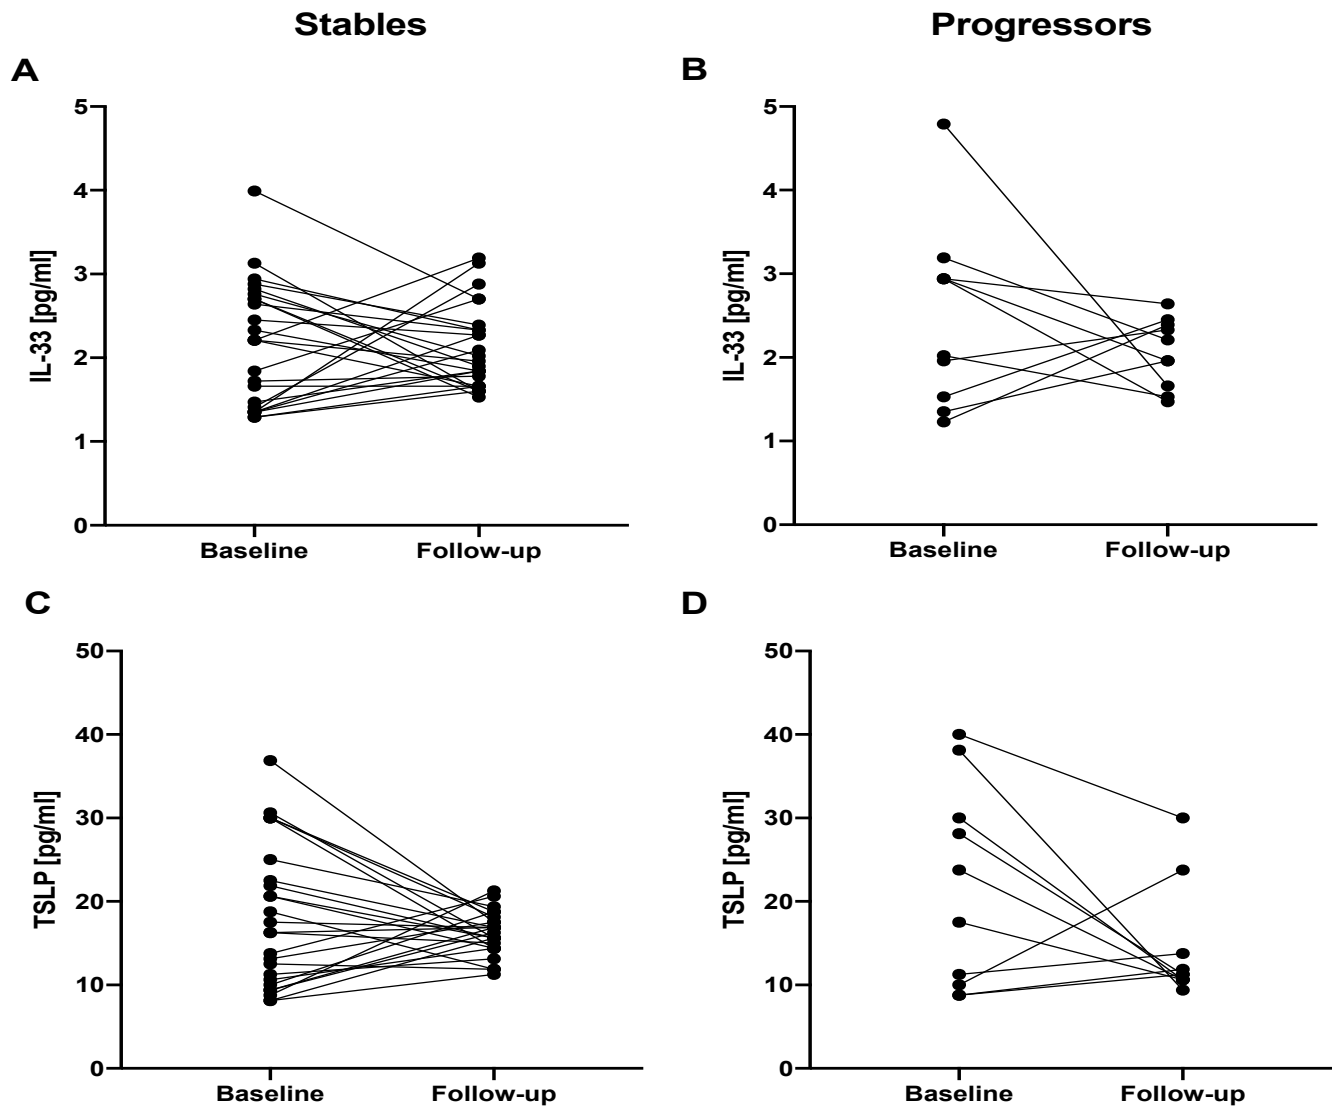 Stables
Progressors
A
B
5
4
3
2
1
0
IL-33 [pg/ml]
Baseline
Follow-up
5
4
3
2
1
0
IL-33 [pg/ml]
Baseline
Follow-up
C
D
50
40
30
20
10
0
TSLP [pg/ml]
Baseline
Follow-up
50
40
30
20
10
0
TSLP [pg/ml]
Baseline
Follow-up